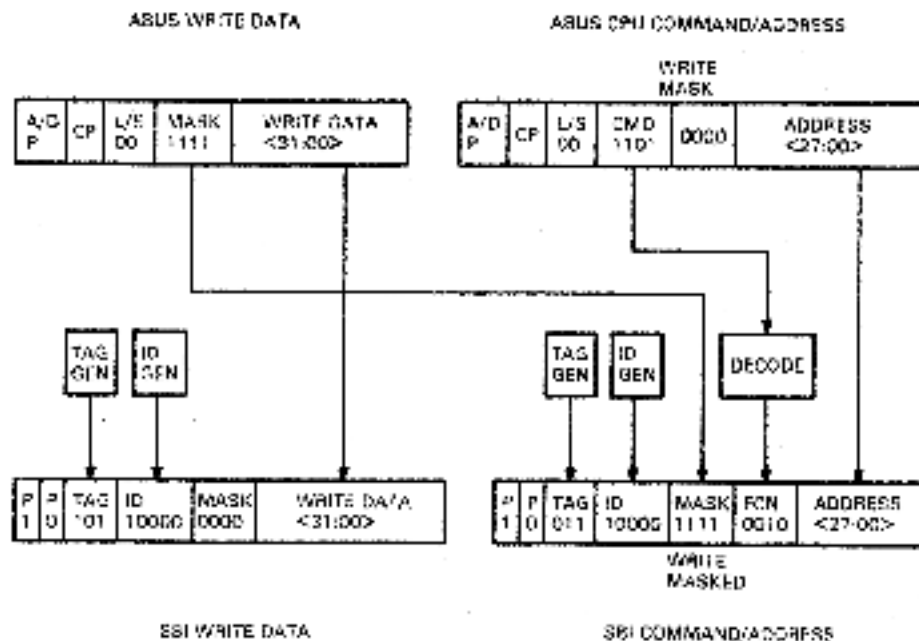 ABUS WRITE DATA
ABUS CPU COMMAND/ADDRESS
WRITE
MASK
A/D CP L/S MASK WRITE DATA
P 00 1111 <31:00>
A/D CP L/S CMD 0000 ADDRESS
P 00 1101 <27:00>
TAG ID
GEN GEN
TAG ID DECODE
GEN GEN
P P TAG ID MASK WRITE DATA
1 0 101 10000 0000 <31:00>
P P TAG ID MASK FCN ADDRESS
1 0 011 10000 1111 0010 <27:00>
WRITE
MASKED
SBI WRITE DATA
SBI COMMAND/ADDRESS